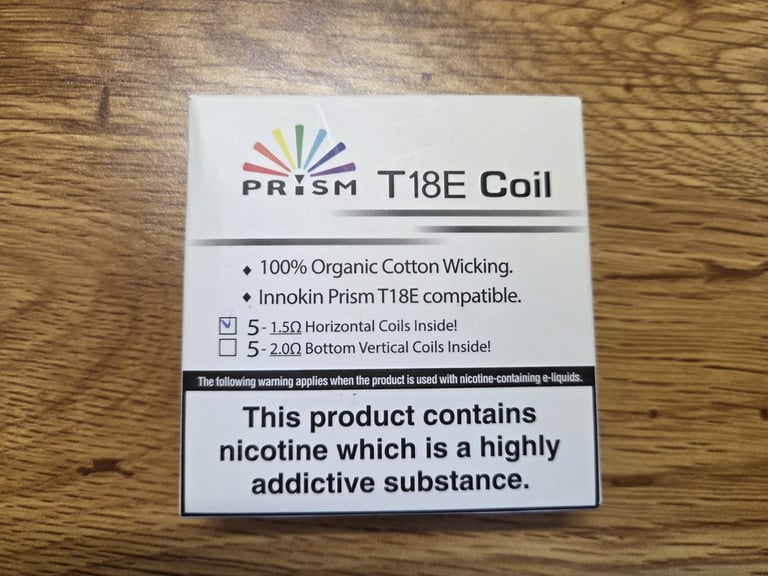 PRiSM T18E Coil
100% Organic Cotton Wicking.
Innokin Prism T18E compatible.
5- 1.5Ω Horizontal Coils Inside!
5- 2.0Ω Bottom Vertical Coils Inside!
The following warning applies when the product is used with nicotine-containing e-liquids.
This product contains
nicotine which is a highly
addictive substance.